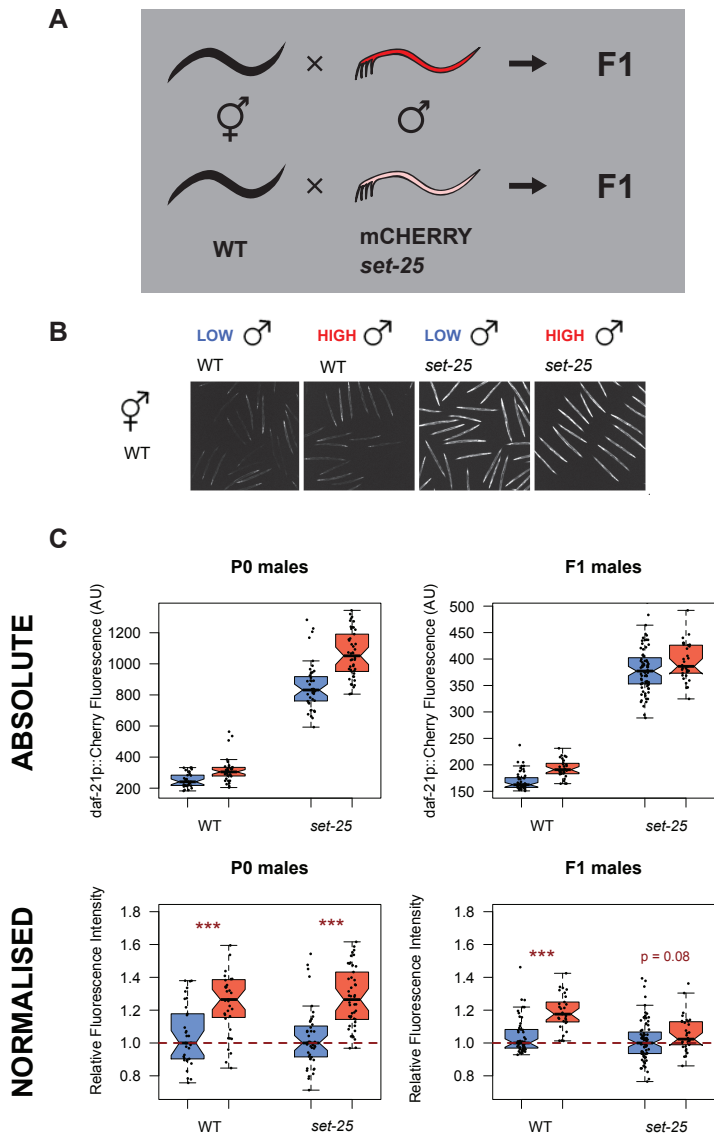 A
× F1
⚥ ♂
× F1
WT mCHERRY
set-25
B
LOW ♂ HIGH ♂ LOW ♂ HIGH ♂
WT WT set-25 set-25
⚥
WT
C
ABSOLUTE
P0 males
daf-21p::Cherry Fluorescence (AU)
1200
1000
800
600
400
200
WT set-25
F1 males
daf-21p::Cherry Fluorescence (AU)
500
450
400
350
300
250
200
150
WT set-25
NORMALISED
P0 males
Relative Fluorescence Intensity
1.8
1.6
1.4
1.2
1.0
0.8
*** ***
WT set-25
F1 males
Relative Fluorescence Intensity
1.8
1.6
1.4
1.2
1.0
0.8
*** p = 0.08
WT set-25